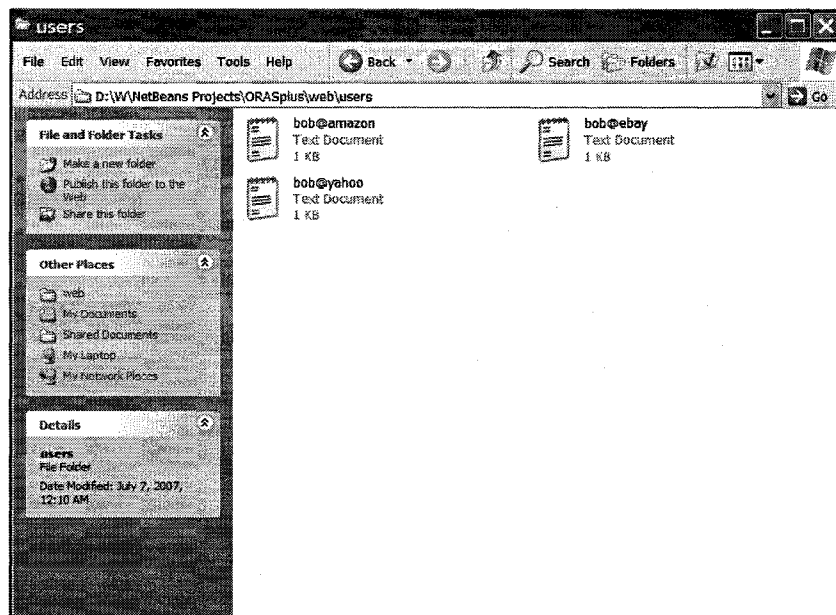 users
File Edit View Favorites Tools Help Back Search Folders
Address D:\W\NetBeans Projects\ORASplus\web\users Go
File and Folder Tasks
Make a new folder
Publish this folder to the
Web
Share this folder
Other Places
web
My Documents
Shared Documents
My Laptop
My Network Places
Details
users
File Folder
Date Modified: July 7, 2007,
12:10 AM
bob@amazon
Text Document
1 KB
bob@ebay
Text Document
1 KB
bob@yahoo
Text Document
1 KB